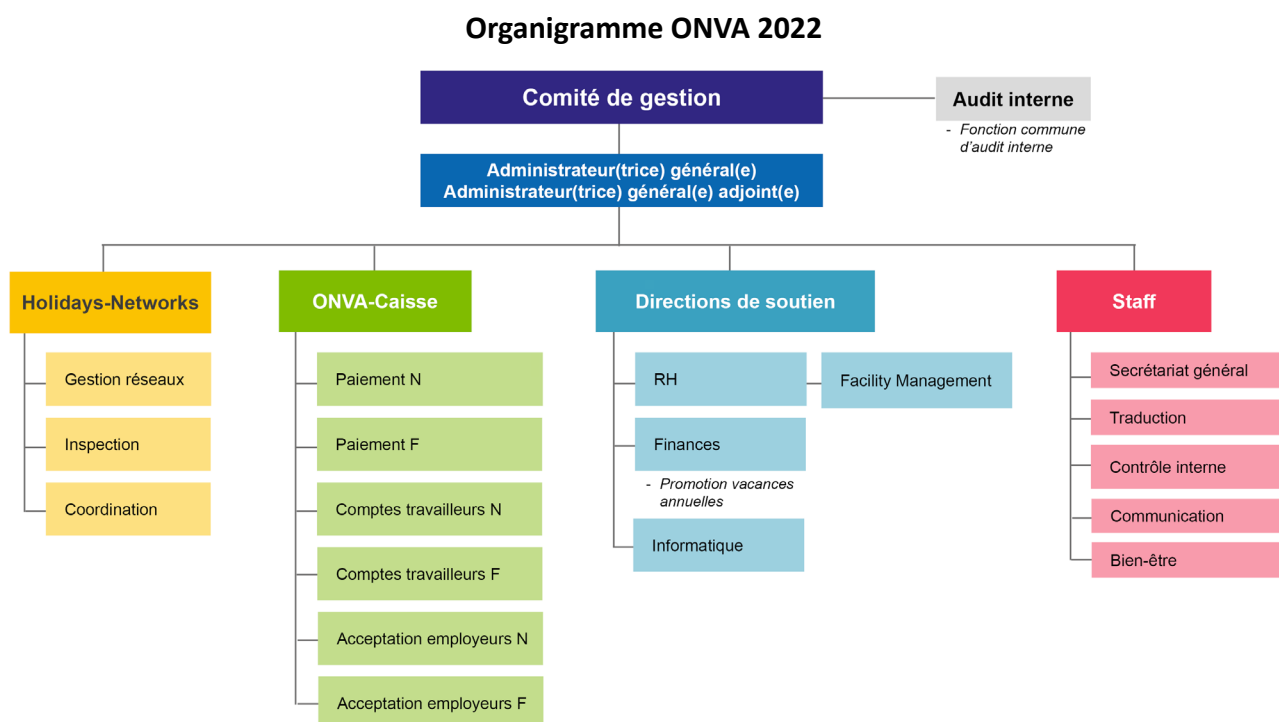 Organigramme ONVA 2022
Comité de gestion
Audit interne
- Fonction commune
d'audit interne
Administrateur(trice) général(e)
Administrateur(trice) général(e) adjoint(e)
Holidays-Networks
Gestion réseaux
Inspection
Coordination
ONVA-Caisse
Paiement N
Paiement F
Comptes travailleurs N
Comptes travailleurs F
Acceptation employeurs N
Acceptation employeurs F
Directions de soutien
RH
Facility Management
Finances
- Promotion vacances
annuelles
Informatique
Staff
Secrétariat général
Traduction
Contrôle interne
Communication
Bien-être